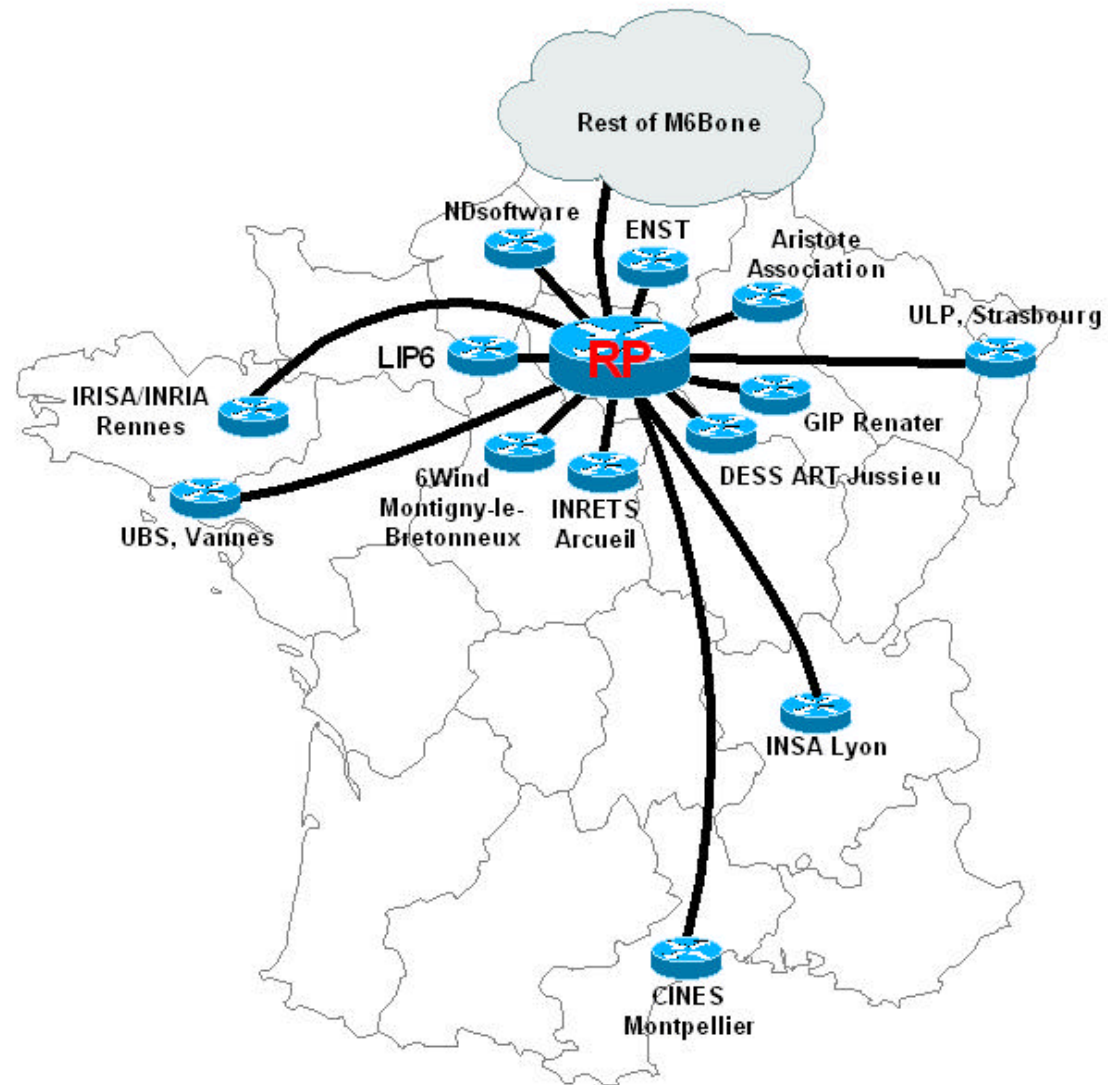 Rest of M6Bone
NDsoftware
ENST
Aristote
Association
ULP, Strasbourg
LIP6
RP
IRISA/INRIA
Rennes
GIP Renater
DESS ART Jussieu
6Wind
Montigny-le-
Bretonneux
INRETS
Arcueil
UBS, Vannes
INSA Lyon
CINES
Montpellier